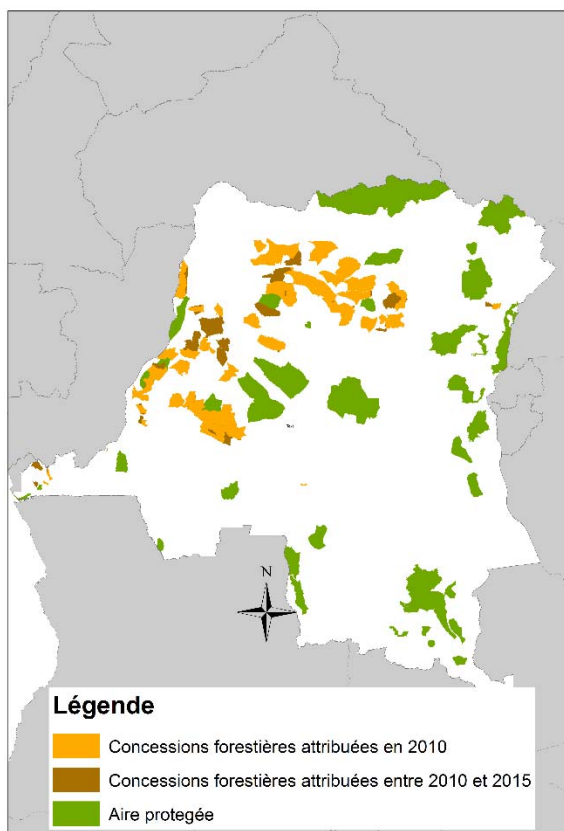 N
Légende
Concessions forestières attribuées en 2010
Concessions forestières attribuées entre 2010 et 2015
Aire protegée